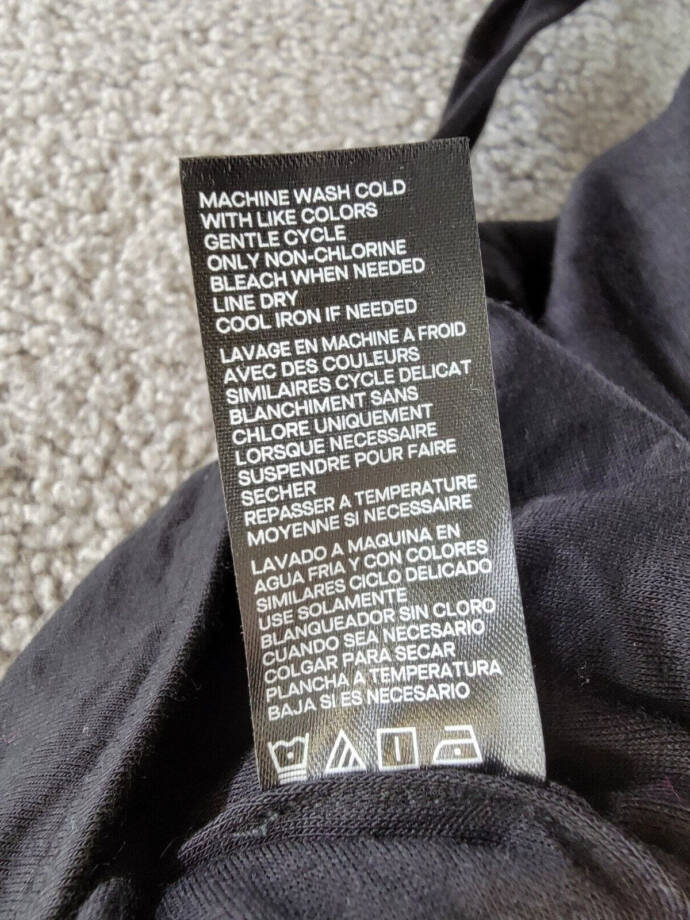 MACHINE WASH COLD
WITH LIKE COLORS
GENTLE CYCLE
ONLY NON-CHLORINE
BLEACH WHEN NEEDED
LINE DRY
COOL IRON IF NEEDED
LAVAGE EN MACHINE A FROID
AVEC DES COULEURS
SIMILAIRES CYCLE DELICAT
BLANCHIMENT SANS
CHLORE UNIQUEMENT
LORSQUE NECESSAIRE
SUSPENDRE POUR FAIRE
SECHER
REPASSER A TEMPERATURE
MOYENNE SI NECESSAIRE
LAVADO A MAQUINA EN
AGUA FRIA Y CON COLORES
SIMILARES CICLO DELICADO
USE SOLAMENTE
BLANQUEADOR SIN CLORO
CUANDO SEA NECESARIO
COLGAR PARA SECAR
PLANCHA A TEMPERATURA
BAJA SI ES NECESARIO